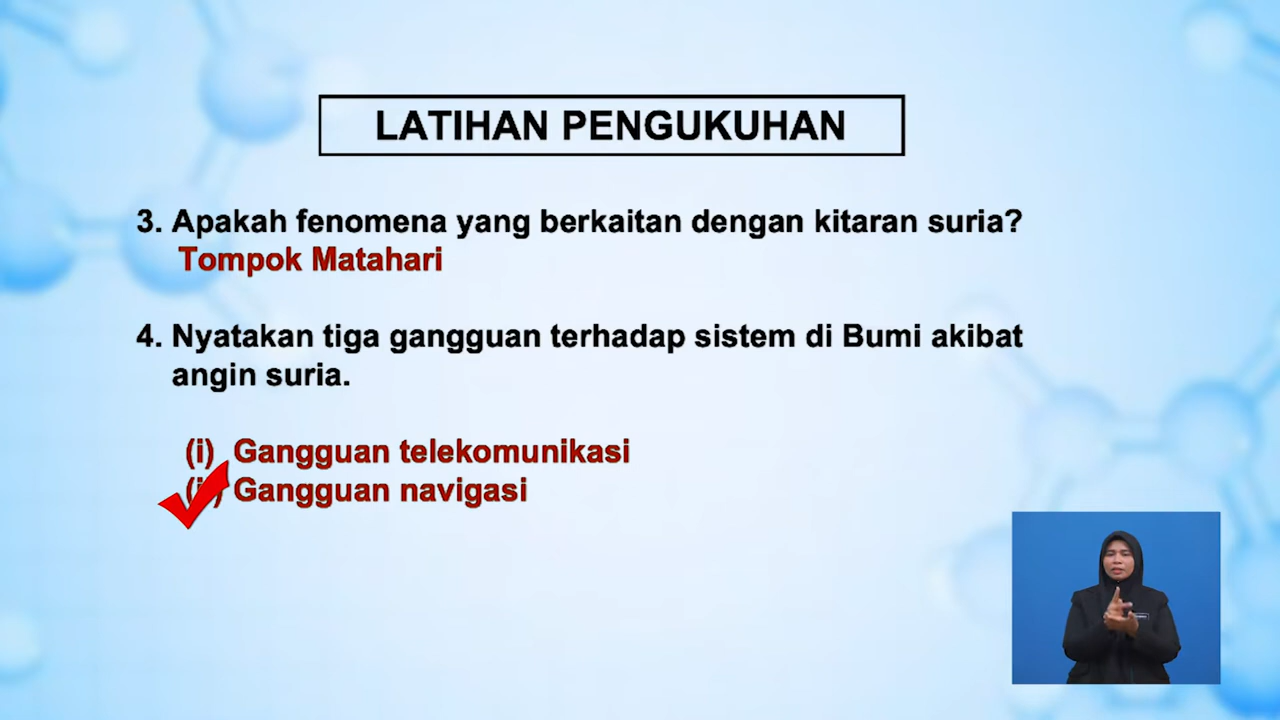 LATIHAN PENGUKUHAN
3. Apakah fenomena yang berkaitan dengan kitaran suria?
Tompok Matahari
4. Nyatakan tiga gangguan terhadap sistem di Bumi akibat
angin suria.
(i) Gangguan telekomunikasi
Gangguan navigasi